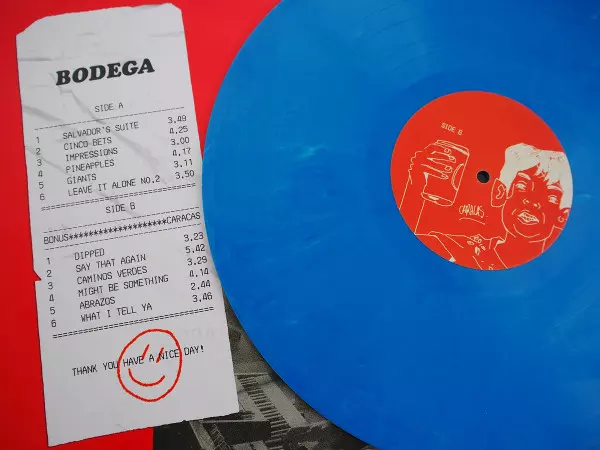 BODEGA
SIDE A
1 SALVADOR'S SUITE 3.49
2 CINCO BETS 4.25
3 IMPRESSIONS 3.00
4 PINEAPPLES 4.17
5 GIANTS 3.11
6 LEAVE IT ALONE NO.2 3.50
SIDE B
BONUS********************CARACAS
1 DIPPED 3.23
2 SAY THAT AGAIN 5.42
3 CAMINOS VERDES 3.29
4 MIGHT BE SOMETHING 4.14
5 ABRAZOS 2.44
6 WHAT I TELL YA 3.46
THANK YOU HAVE A NICE DAY!
SIDE B